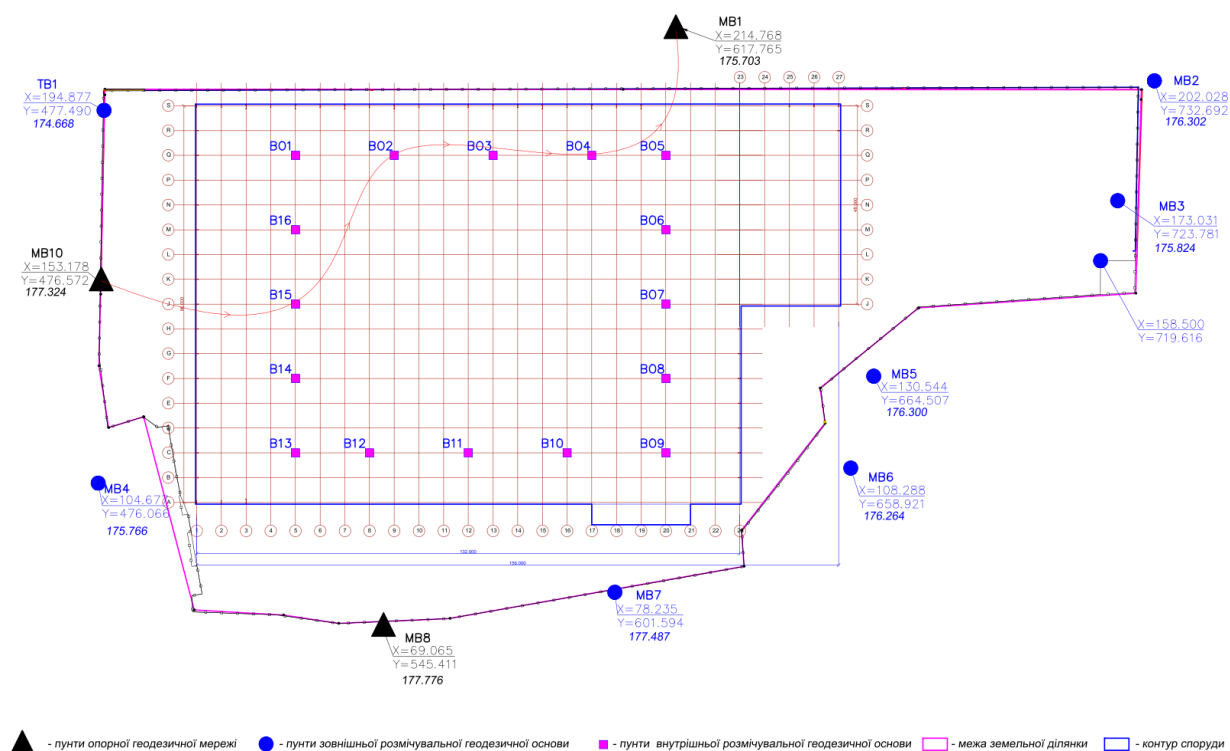 MB1
X=214.768
Y=617.765
175.703
TB1
X=194.877
Y=477.490
174.668
MB2
X=202.028
Y=732.692
176.302
23 24 25 26 27
S S
R R
Q B01 B02 B03 B04 B05 Q
P P
N N
M B16 B06 M
L L
K K
J B15 B07 J
MB3
X=173.031
Y=723.781
175.824
MB10
X=153.178
Y=476.572
177.324
X=158.500
Y=719.616
H
G
F B14 B08
E
MB5
X=130.544
Y=664.507
176.300
C B13 B12 B11 B10 B09
B
A
MB4
X=104.677
Y=476.066
175.766
MB6
X=108.288
Y=658.921
176.264
1 2 3 4 5 6 7 8 9 10 11 12 13 14 15 16 17 18 19 20 21 22
132.000
MB7
X=78.235
Y=601.594
177.487
MB8
X=69.065
Y=545.411
177.776
- пунти опорної геодезичної мережі - пунти зовнішньої розмічувальної геодезичної основи - пунти внутрішньої розмічувальної геодезичної основи - межа земельної ділянки - контур споруди